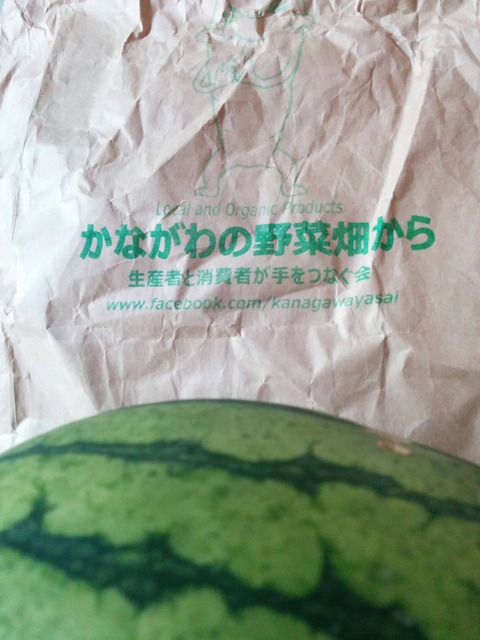 Local and Organic Products
かながわの野菜畑から
生産者と消費者が手をつなぐ会
www.facebook.com/kanagawayasai